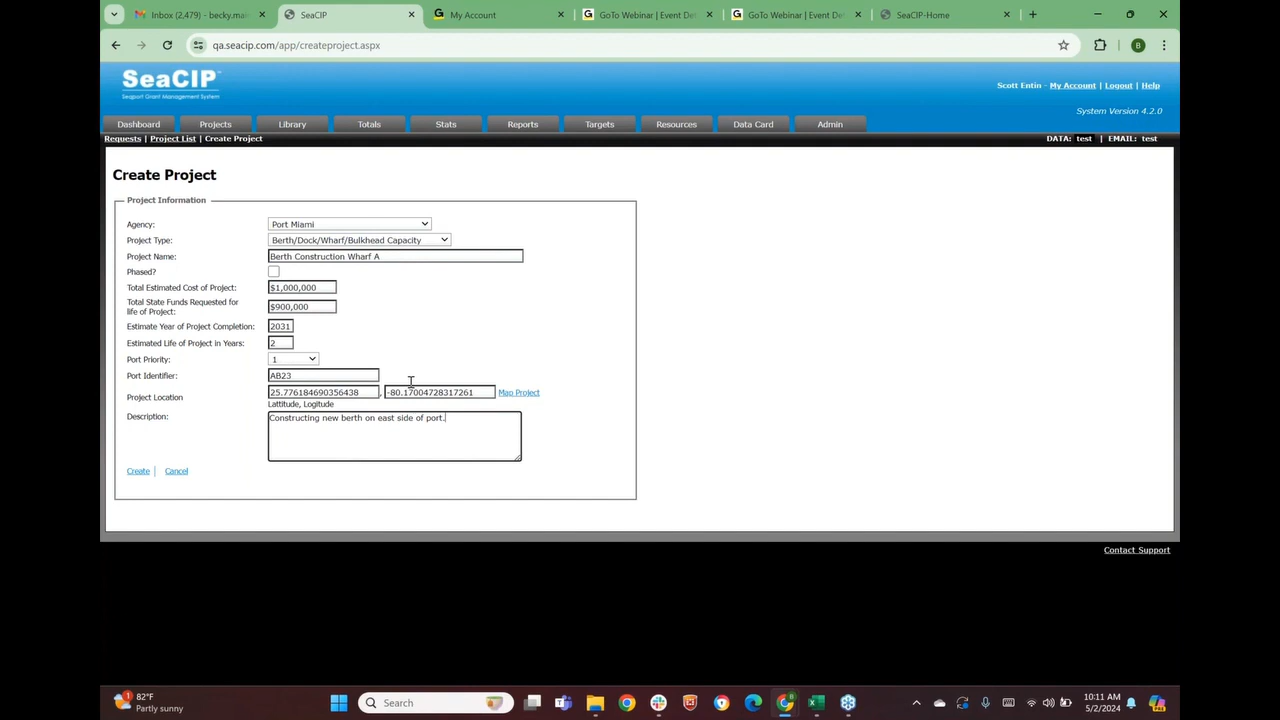 Inbox (2,479) - becky.mai
SeaCIP
My Account
GoTo Webinar | Event Det
GoTo Webinar | Event Det
SeaCIP-Home
qa.seacip.com/app/createproject.aspx
B
SeaCIP
Seaport Grant Management System
Scott Entin - My Account | Logout | Help
System Version 4.2.0
Dashboard
Projects
Library
Totals
Stats
Reports
Targets
Resources
Data Card
Admin
Requests | Project List | Create Project
DATA: test | EMAIL: test
Create Project
Project Information
Agency: Port Miami
Project Type: Berth/Dock/Wharf/Bulkhead Capacity
Project Name: Berth Construction Wharf A
Phased?
Total Estimated Cost of Project: $1,000,000
Total State Funds Requested for
life of Project: $900,000
Estimate Year of Project Completion: 2031
Estimated Life of Project in Years: 2
Port Priority: 1
Port Identifier: AB23
Project Location 25.776184690356438 , -80.17004728317261 Map Project
Lattitude, Logitude
Description: Constructing new berth on east side of port.
Create | Cancel
Contact Support
1
82°F
Partly sunny
Search
10:11 AM
5/2/2024